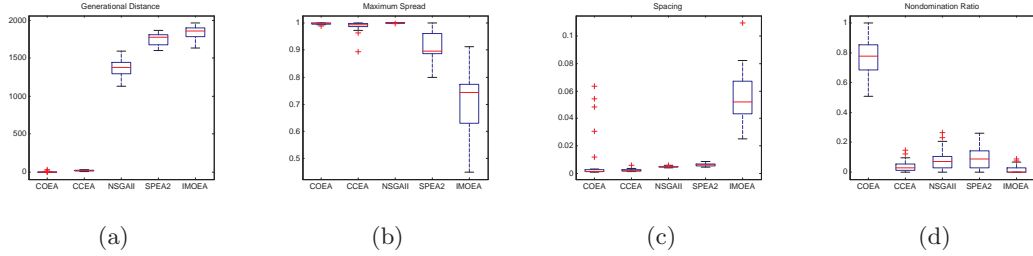 Generational Distance
2000
1500
1000
500
0
COEA CCEA NSGAII SPEA2 IMOEA
(a)
Maximum Spread
1
0.9
0.8
0.7
0.6
0.5
COEA CCEA NSGAII SPEA2 IMOEA
(b)
Spacing
0.1
0.08
0.06
0.04
0.02
0
COEA CCEA NSGAII SPEA2 IMOEA
(c)
Nondomination Ratio
1
0.8
0.6
0.4
0.2
0
COEA CCEA NSGAII SPEA2 IMOEA
(d)